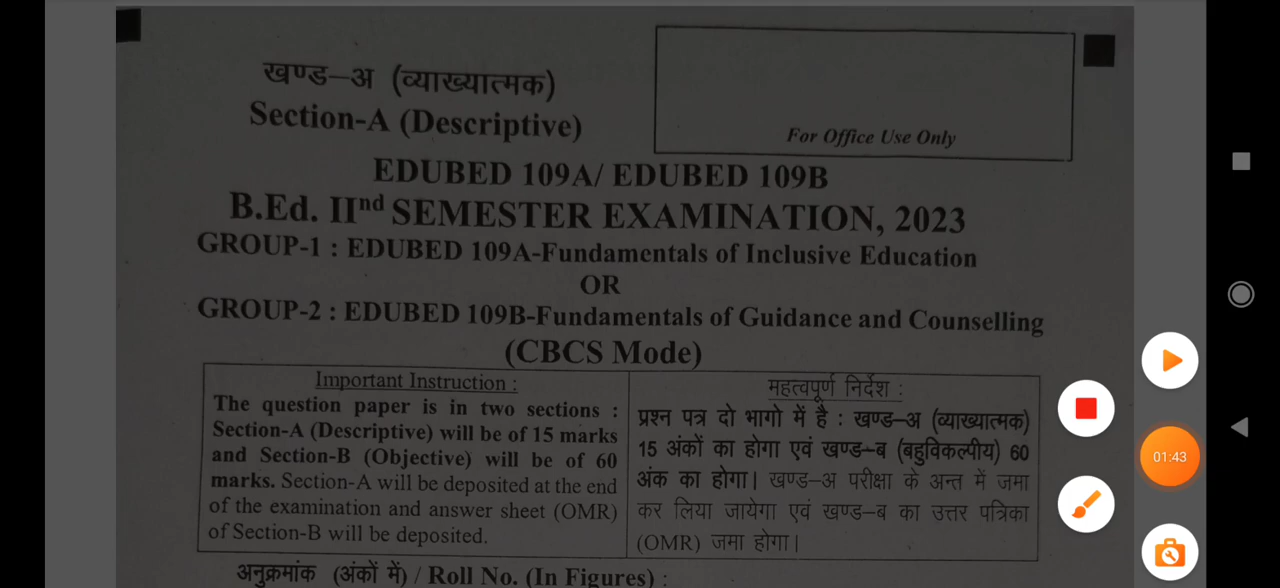 खण्ड–अ (व्याख्यात्मक)
Section-A (Descriptive)
For Office Use Only
EDUBED 109A/ EDUBED 109B
B.Ed. IInd SEMESTER EXAMINATION, 2023
GROUP-1 : EDUBED 109A-Fundamentals of Inclusive Education
OR
GROUP-2 : EDUBED 109B-Fundamentals of Guidance and Counselling
(CBCS Mode)
Important Instruction :
The question paper is in two sections :
Section-A (Descriptive) will be of 15 marks
and Section-B (Objective) will be of 60
marks. Section-A will be deposited at the end
of the examination and answer sheet (OMR)
of Section-B will be deposited.
महत्वपूर्ण निर्देश :
प्रश्न पत्र दो भागो में है : खण्ड–अ (व्याख्यात्मक)
15 अंकों का होगा एवं खण्ड–ब (बहुविकल्पीय) 60
अंक का होगा। खण्ड–अ परीक्षा के अन्त में जमा
कर लिया जायेगा एवं खण्ड–ब का उत्तर पत्रिका
(OMR) जमा होगा।
अनुक्रमांक (अंकों में) / Roll No. (In Figures) :
01:43